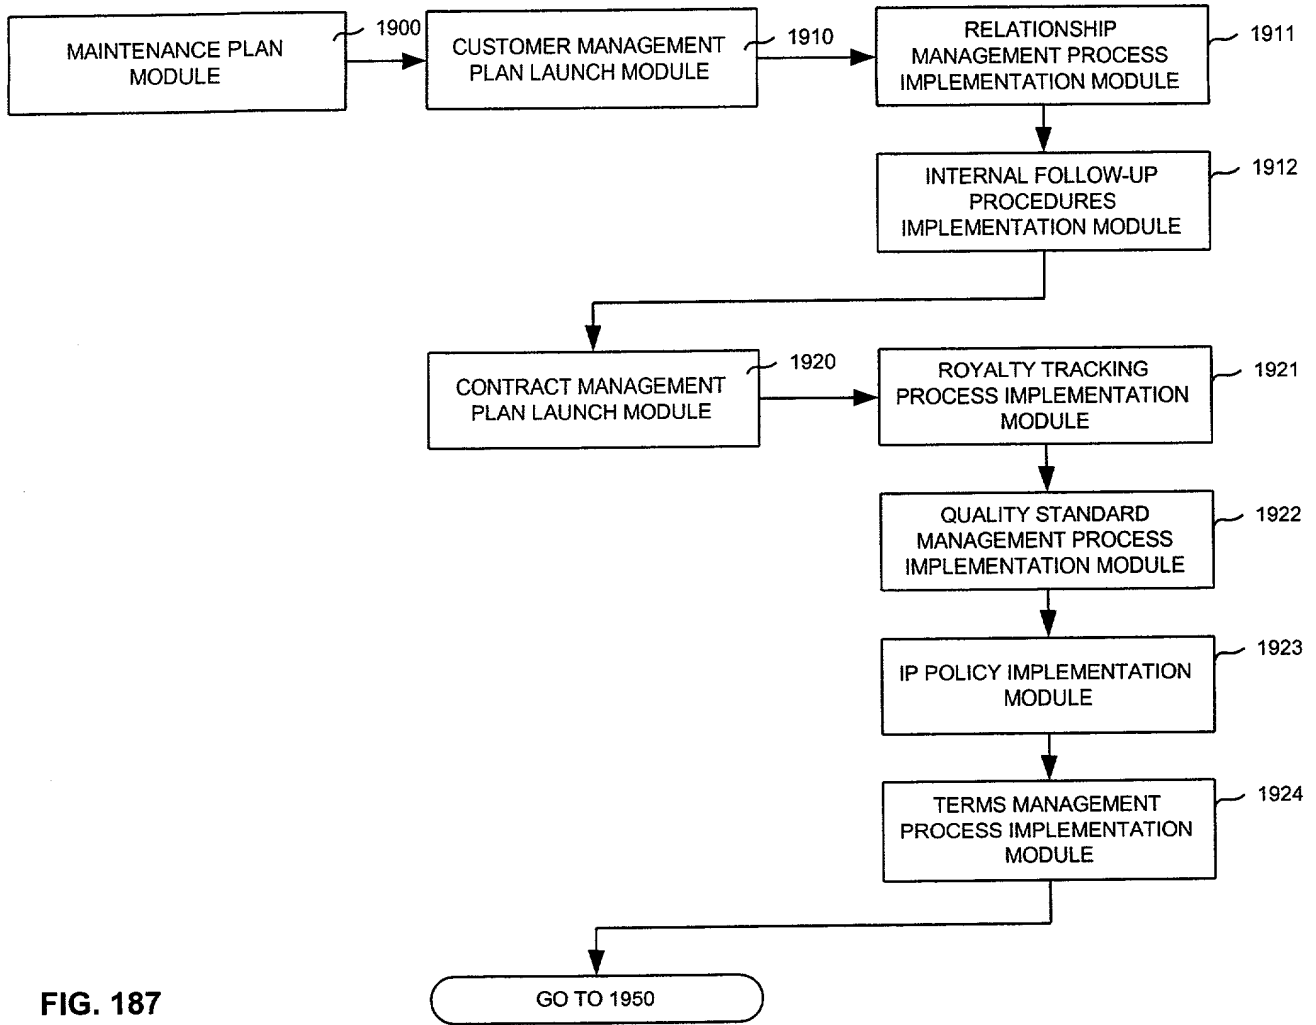 MAINTENANCE PLAN
MODULE
1900
CUSTOMER MANAGEMENT
PLAN LAUNCH MODULE
1910
RELATIONSHIP
MANAGEMENT PROCESS
IMPLEMENTATION MODULE
1911
INTERNAL FOLLOW-UP
PROCEDURES
IMPLEMENTATION MODULE
1912
CONTRACT MANAGEMENT
PLAN LAUNCH MODULE
1920
ROYALTY TRACKING
PROCESS IMPLEMENTATION
MODULE
1921
QUALITY STANDARD
MANAGEMENT PROCESS
IMPLEMENTATION MODULE
1922
IP POLICY IMPLEMENTATION
MODULE
1923
TERMS MANAGEMENT
PROCESS IMPLEMENTATION
MODULE
1924
GO TO 1950
FIG. 187